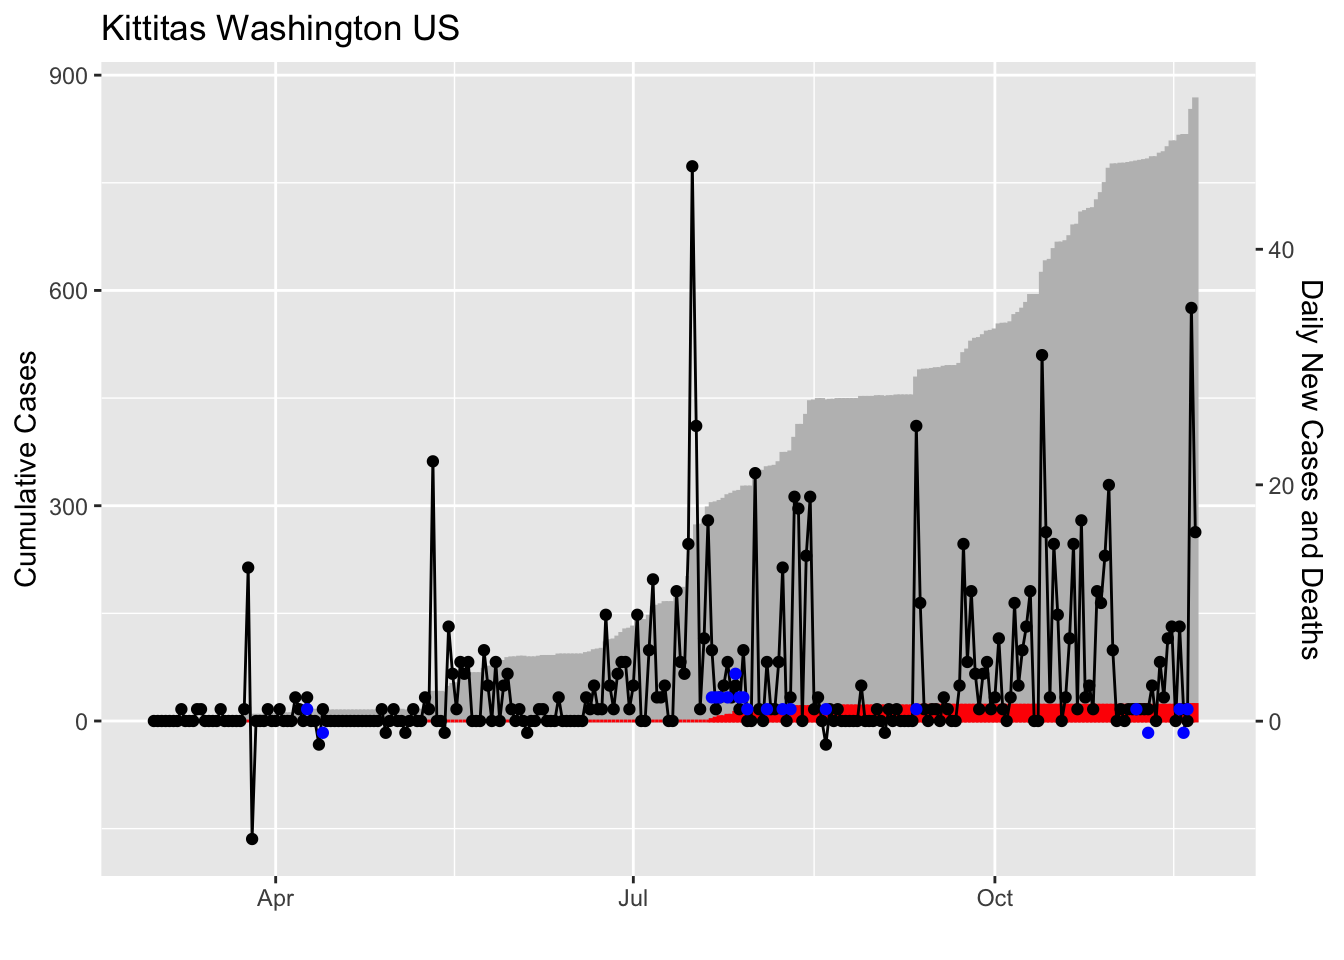 Kittitas Washington US
900
600
300
0
Cumulative Cases
40
20
0
Daily New Cases and Deaths
Apr
Jul
Oct